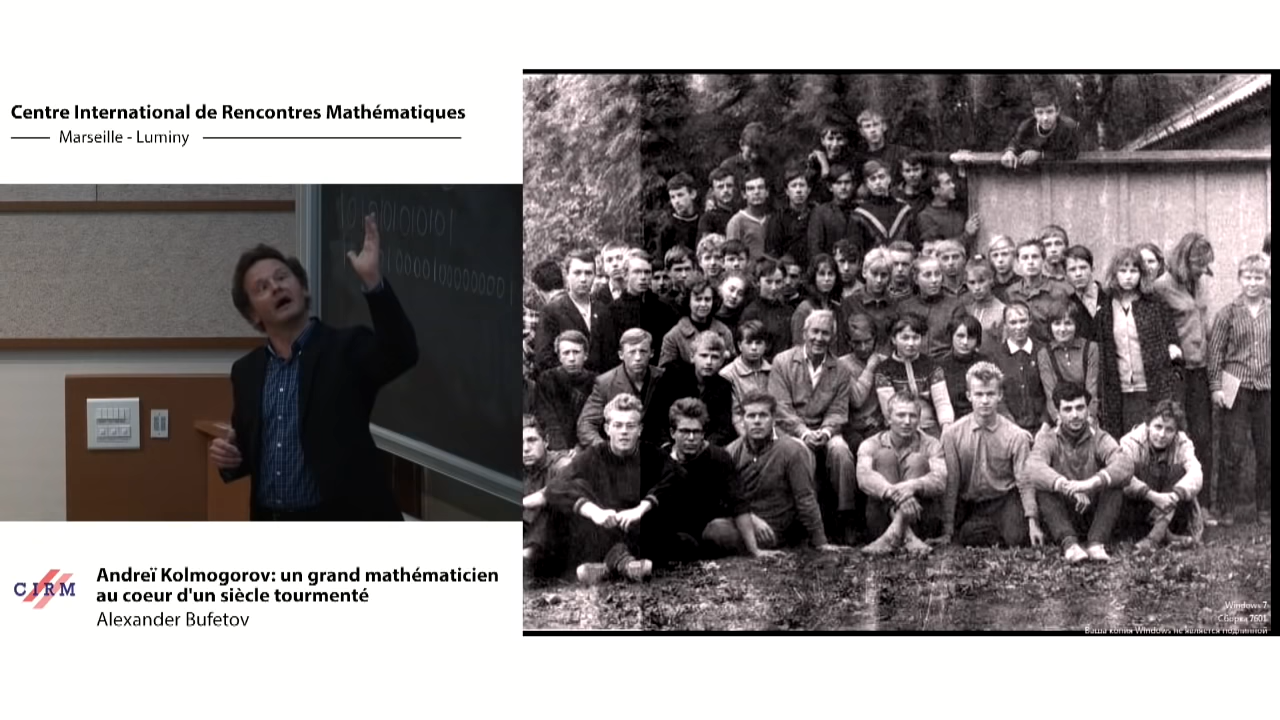 Centre International de Rencontres Mathématiques
Marseille - Luminy
CIRM
Andreï Kolmogorov: un grand mathématicien
au coeur d'un siècle tourmenté
Alexander Bufetov
Windows 7
Сборка 7601
Ваша копия Windows не является подлинной